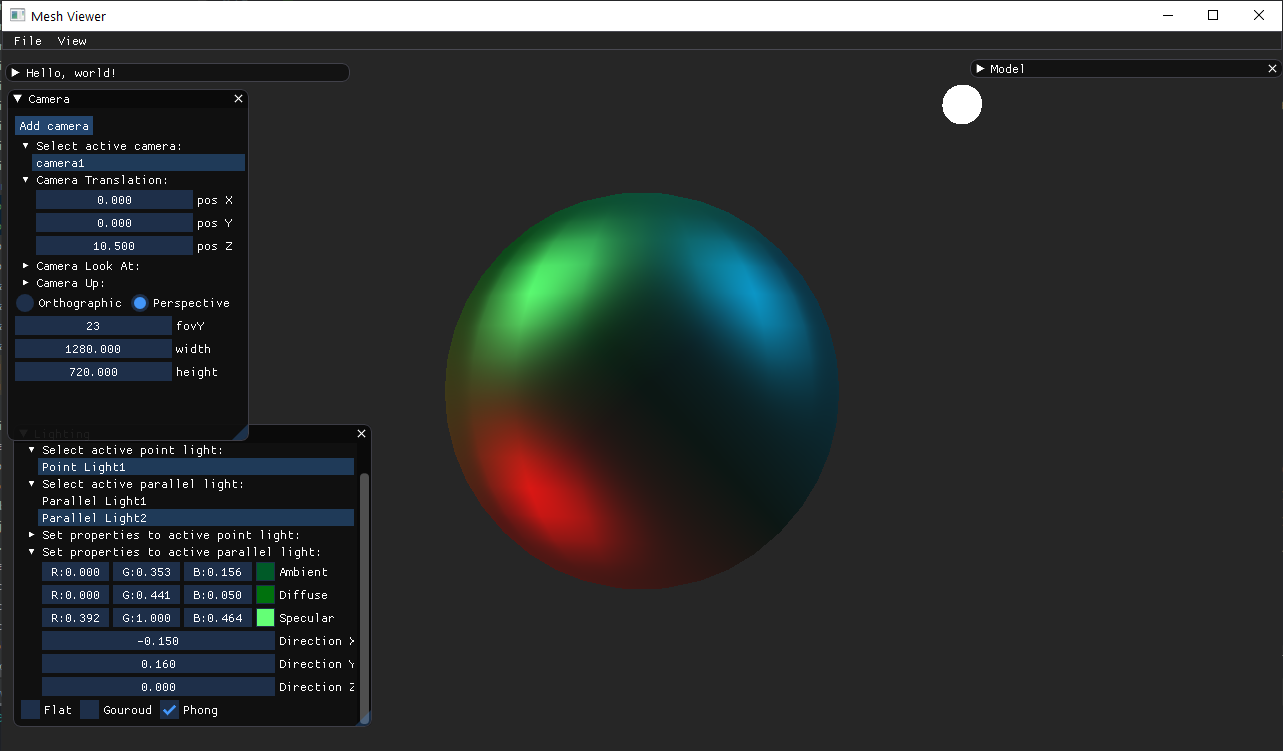 Mesh Viewer
File View
Hello, world!
Model
Camera
Add camera
Select active camera:
camera1
Camera Translation:
0.000 pos X
0.000 pos Y
10.500 pos Z
Camera Look At:
Camera Up:
Orthographic Perspective
23 fovY
1280.000 width
720.000 height
Lighting
Select active point light:
Point Light1
Select active parallel light:
Parallel Light1
Parallel Light2
Set properties to active point light:
Set properties to active parallel light:
R:0.000 G:0.353 B:0.156 Ambient
R:0.000 G:0.441 B:0.050 Diffuse
R:0.392 G:1.000 B:0.464 Specular
-0.150 Direction X
0.160 Direction Y
0.000 Direction Z
Flat Gouroud Phong